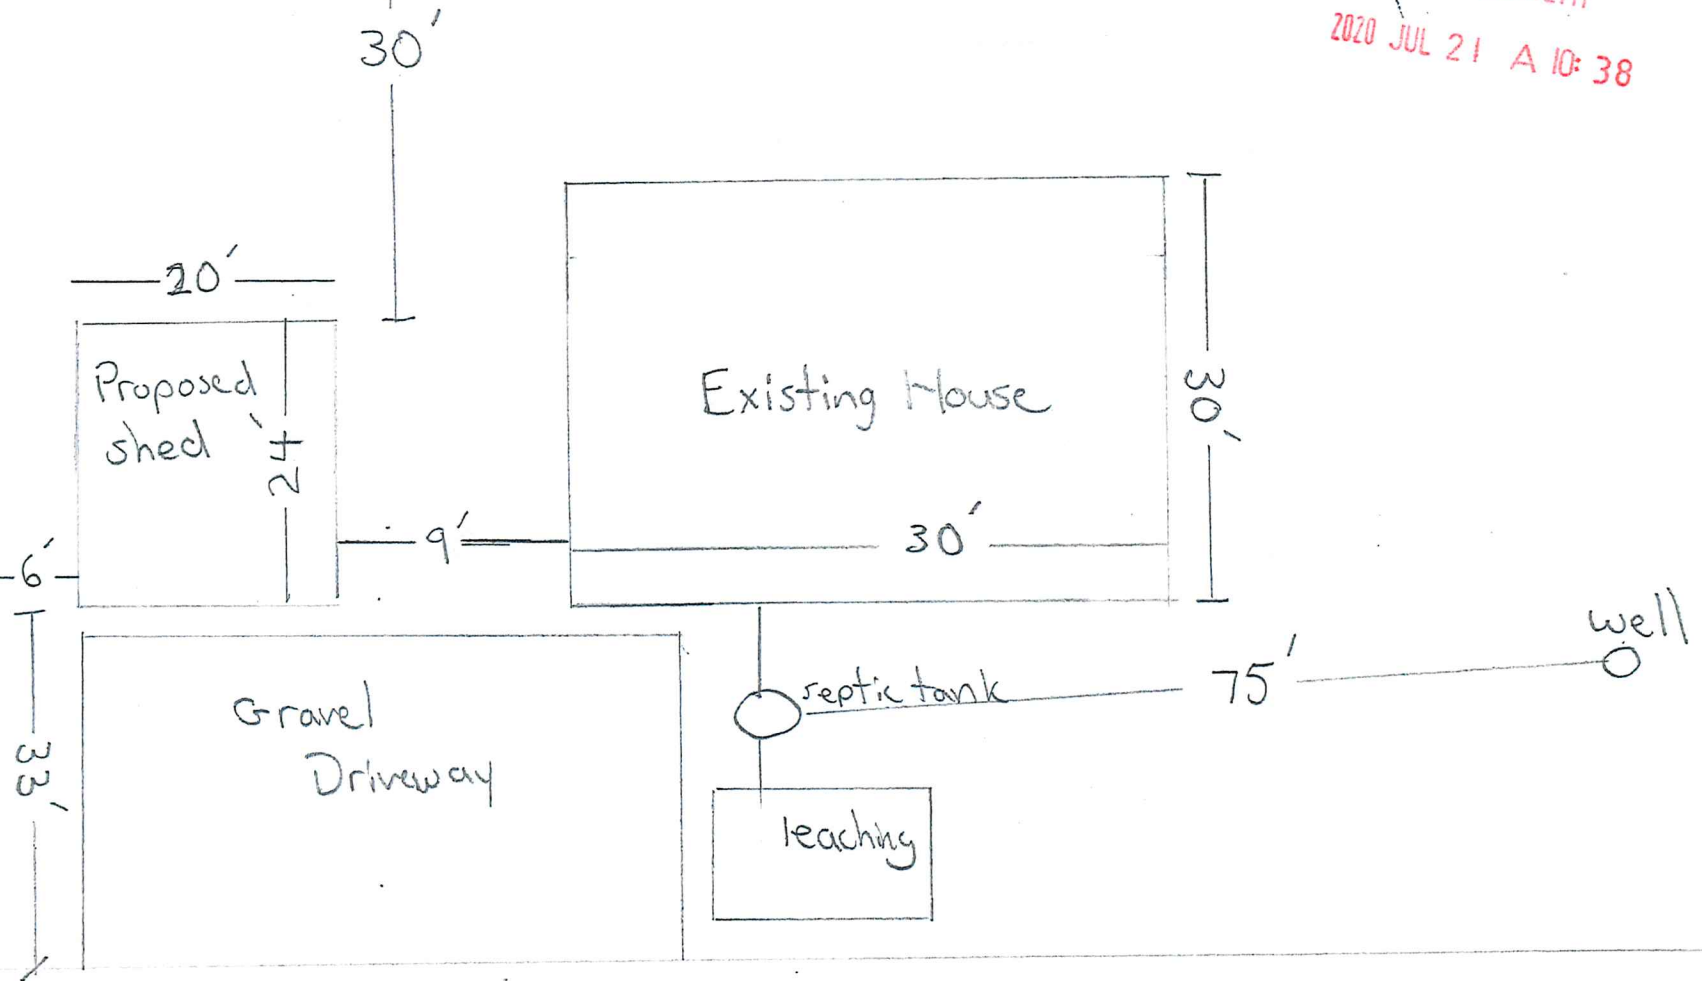 30'
2020 JUL 21 A 10: 38
20'
Proposed
shed
24'
Existing House
30'
9'
30'
6'
well
septic tank
75'
Gravel
Driveway
33'
leaching